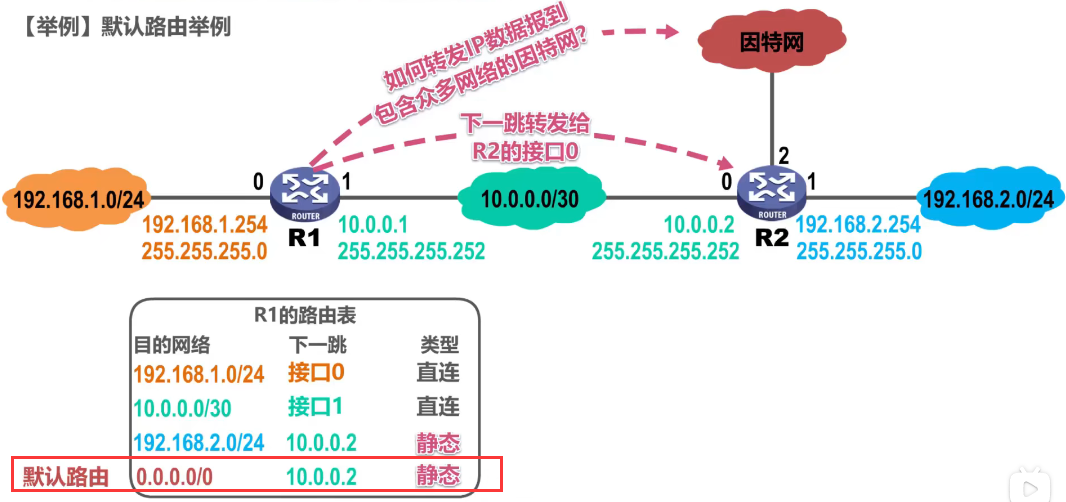 【举例】默认路由举例
如何转发IP数据报到
包含众多网络的因特网？
因特网
下一跳转发给
R2的接口0
2
0
1
0
1
192.168.1.0/24
ROUTER
10.0.0.0/30
ROUTER
192.168.2.0/24
192.168.1.254
255.255.255.0
R1
10.0.0.1
255.255.255.252
10.0.0.2
255.255.255.252
R2
192.168.2.254
255.255.255.0
R1的路由表
目的网络 下一跳 类型
192.168.1.0/24 接口0 直连
10.0.0.0/30 接口1 直连
192.168.2.0/24 10.0.0.2 静态
默认路由 0.0.0.0/0 10.0.0.2 静态